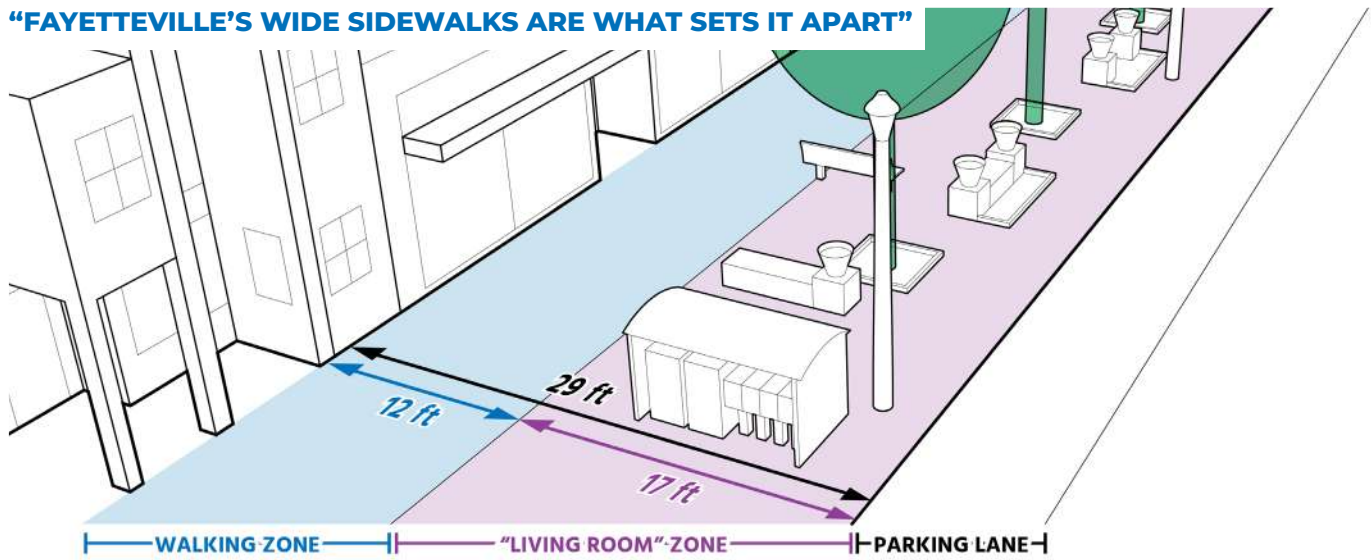 “FAYETTEVILLE’S WIDE SIDEWALKS ARE WHAT SETS IT APART”
29 ft
12 ft
17 ft
WALKING ZONE
“LIVING ROOM” ZONE
PARKING LANE